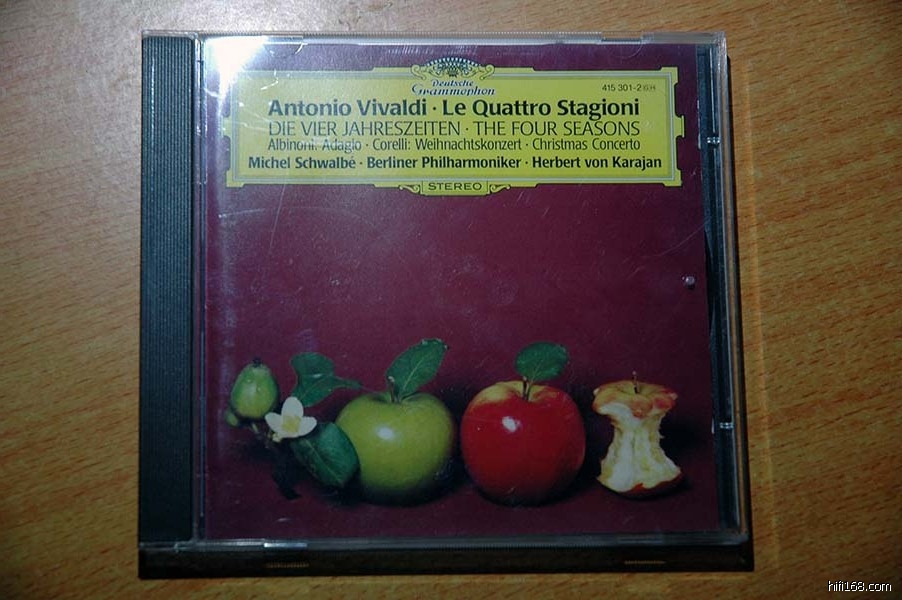 Deutsche
Grammophon
415 301-2 GH
Antonio Vivaldi · Le Quattro Stagioni
DIE VIER JAHRESZEITEN · THE FOUR SEASONS
Albinoni: Adagio · Corelli: Weihnachtskonzert · Christmas Concerto
Michel Schwalbé · Berliner Philharmoniker · Herbert von Karajan
STEREO
hifi168.com